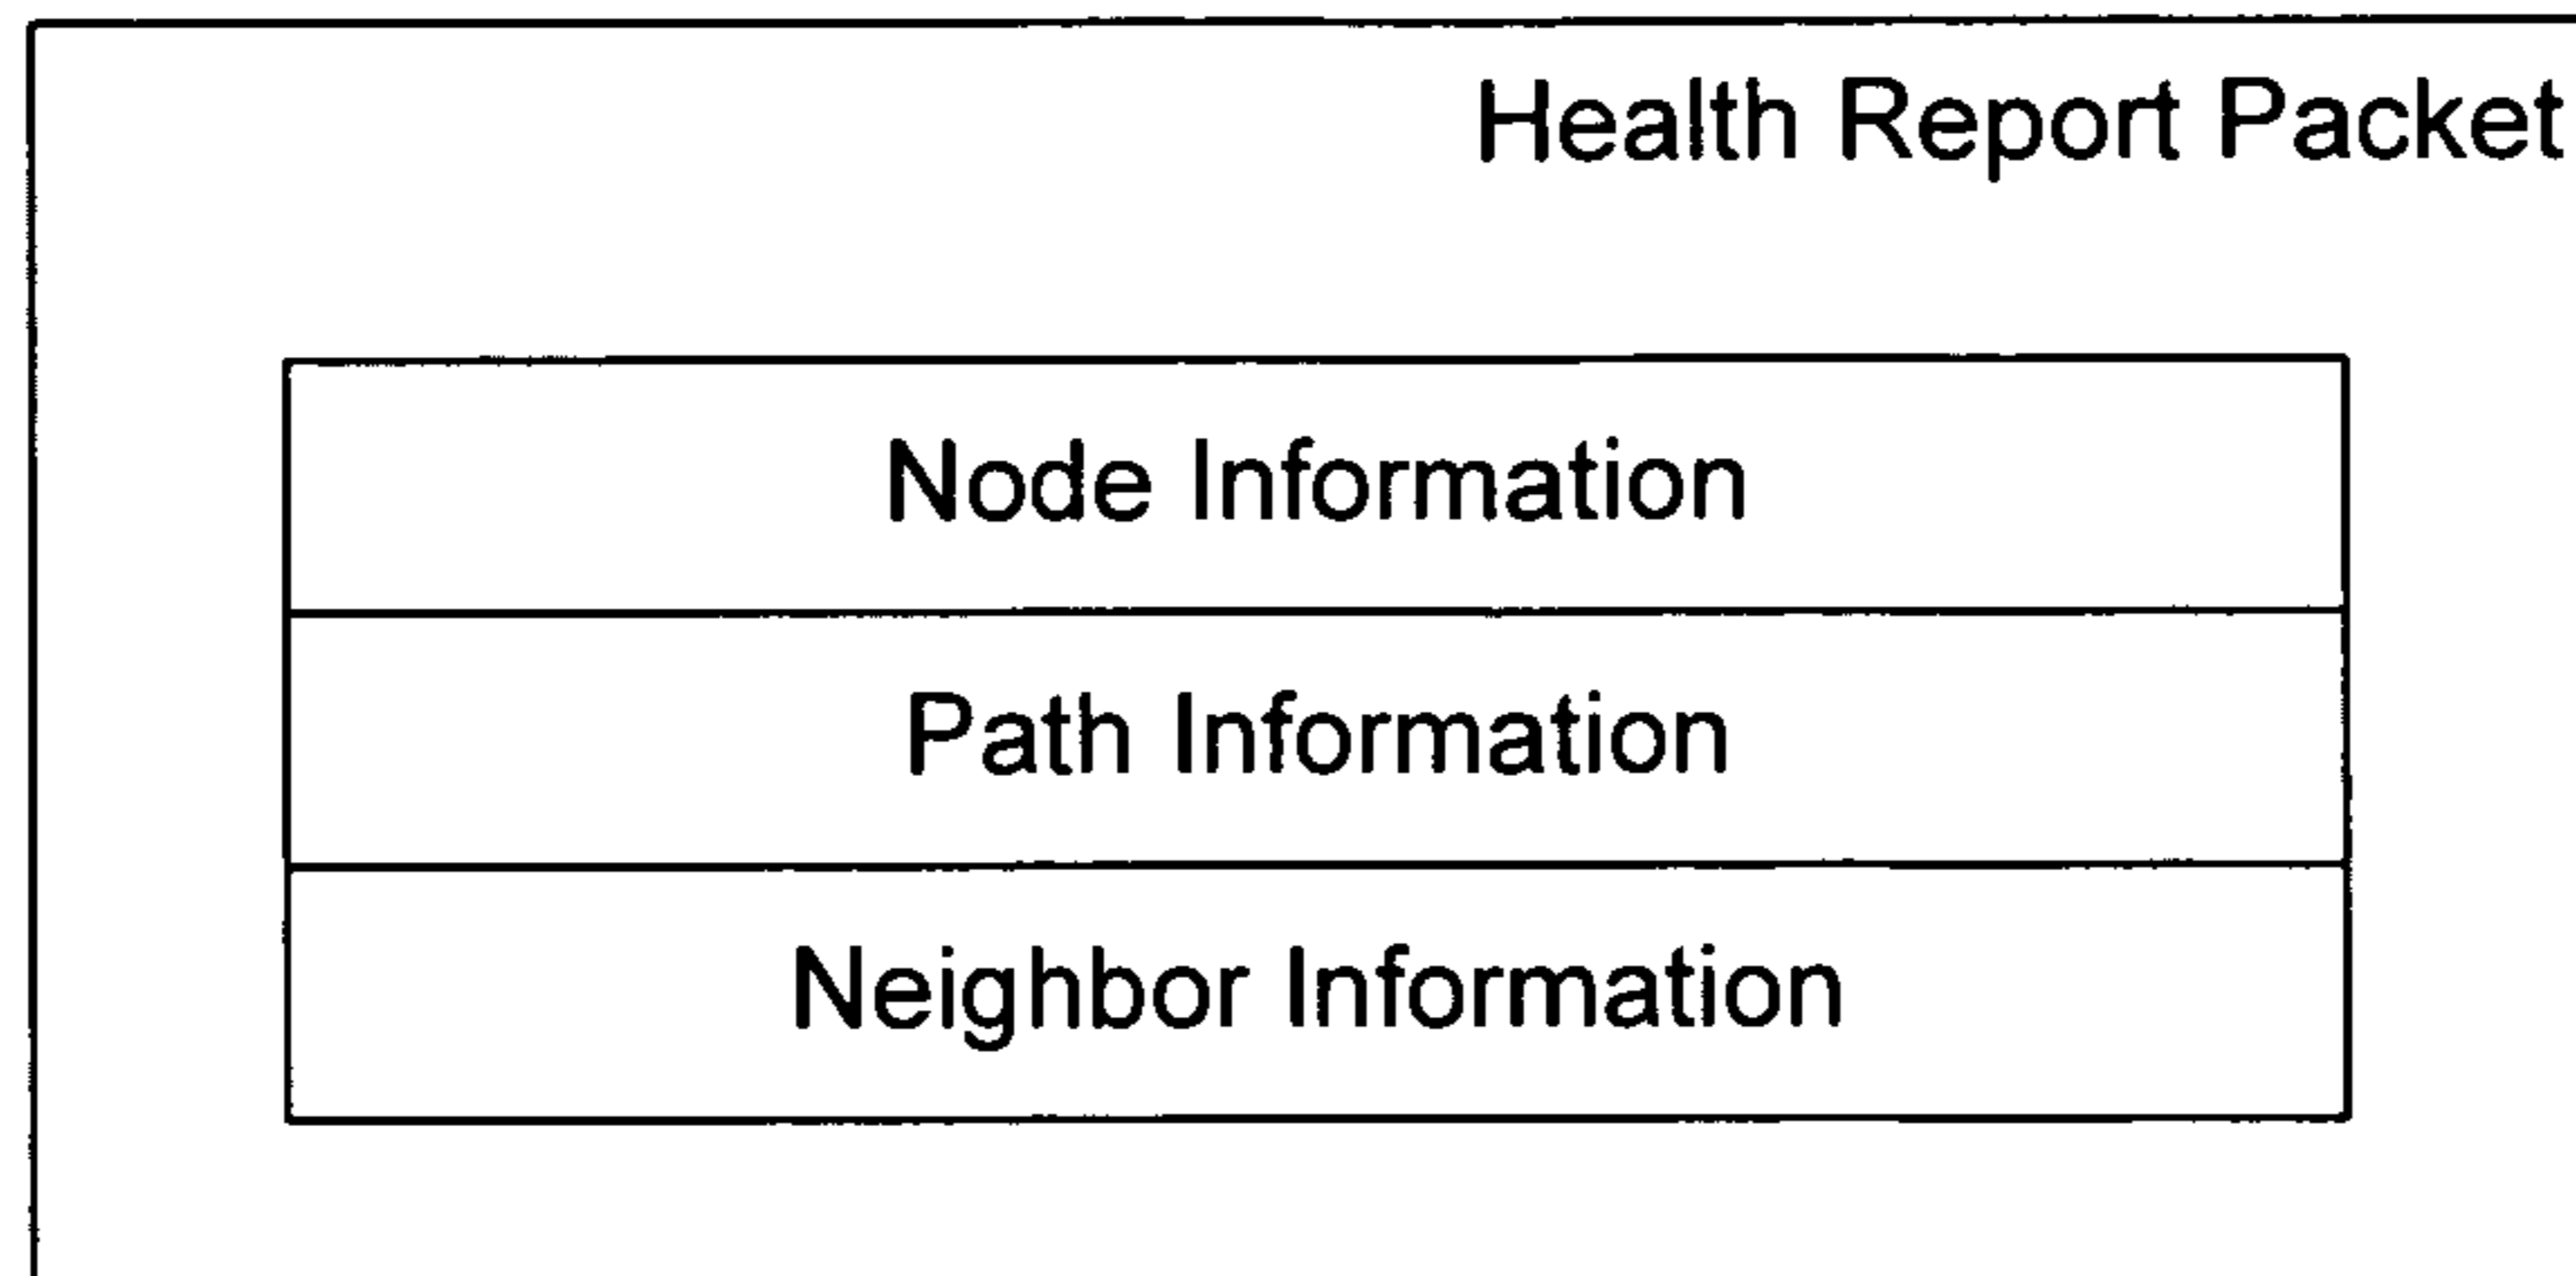 Health Report Packet
Node Information
Path Information
Neighbor Information